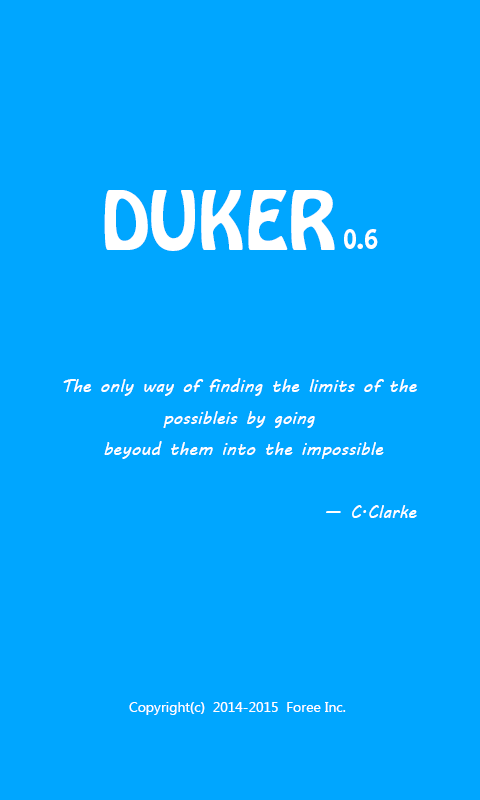 DUKER 0.6
The only way of finding the limits of the
possibleis by going
beyoud them into the impossible
— C·Clarke
Copyright(c) 2014-2015 Foree Inc.